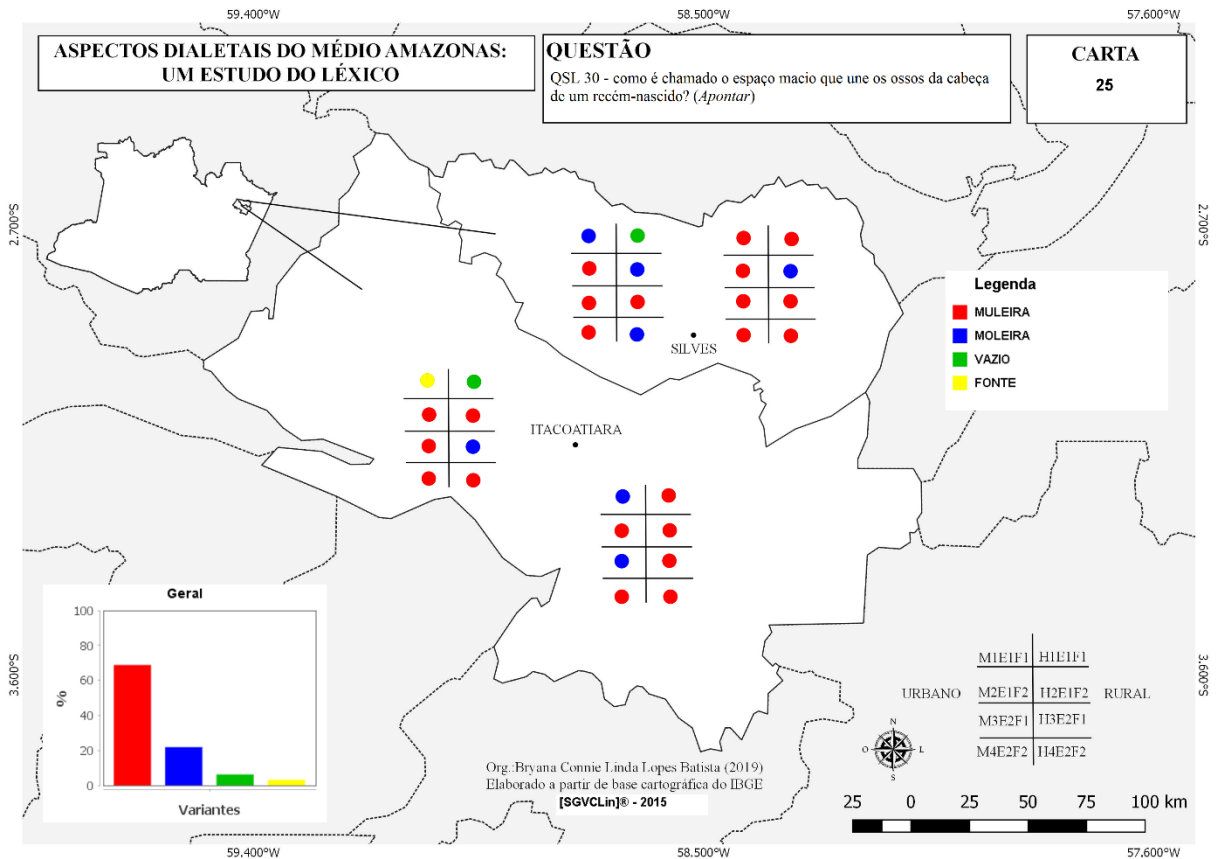 59.400°W
58.500°W
57.600°W
ASPECTOS DIALETAIS DO MÉDIO AMAZONAS:
UM ESTUDO DO LÉXICO
QUESTÃO
QSL 30 - como é chamado o espaço macio que une os ossos da cabeça
de um recém-nascido? (Apontar)
CARTA
25
2.700°S
2.700°S
SILVES
ITACOATIARA
Legenda
MULEIRA
MOLEIRA
VAZIO
FONTE
3.600°S
3.600°S
Geral
100
80
60
40
20
0
%
Variantes
URBANO
M1E1F1 H1E1F1
M2E1F2 H2E1F2
M3E2F1 H3E2F1
M4E2F2 H4E2F2
RURAL
N
O L
S
Org.:Bryana Connie Linda Lopes Batista (2019)
Elaborado a partir de base cartográfica do IBGE
[SGVCLin]® - 2015
25 0 25 50 75 100 km
59.400°W
58.500°W
57.600°W